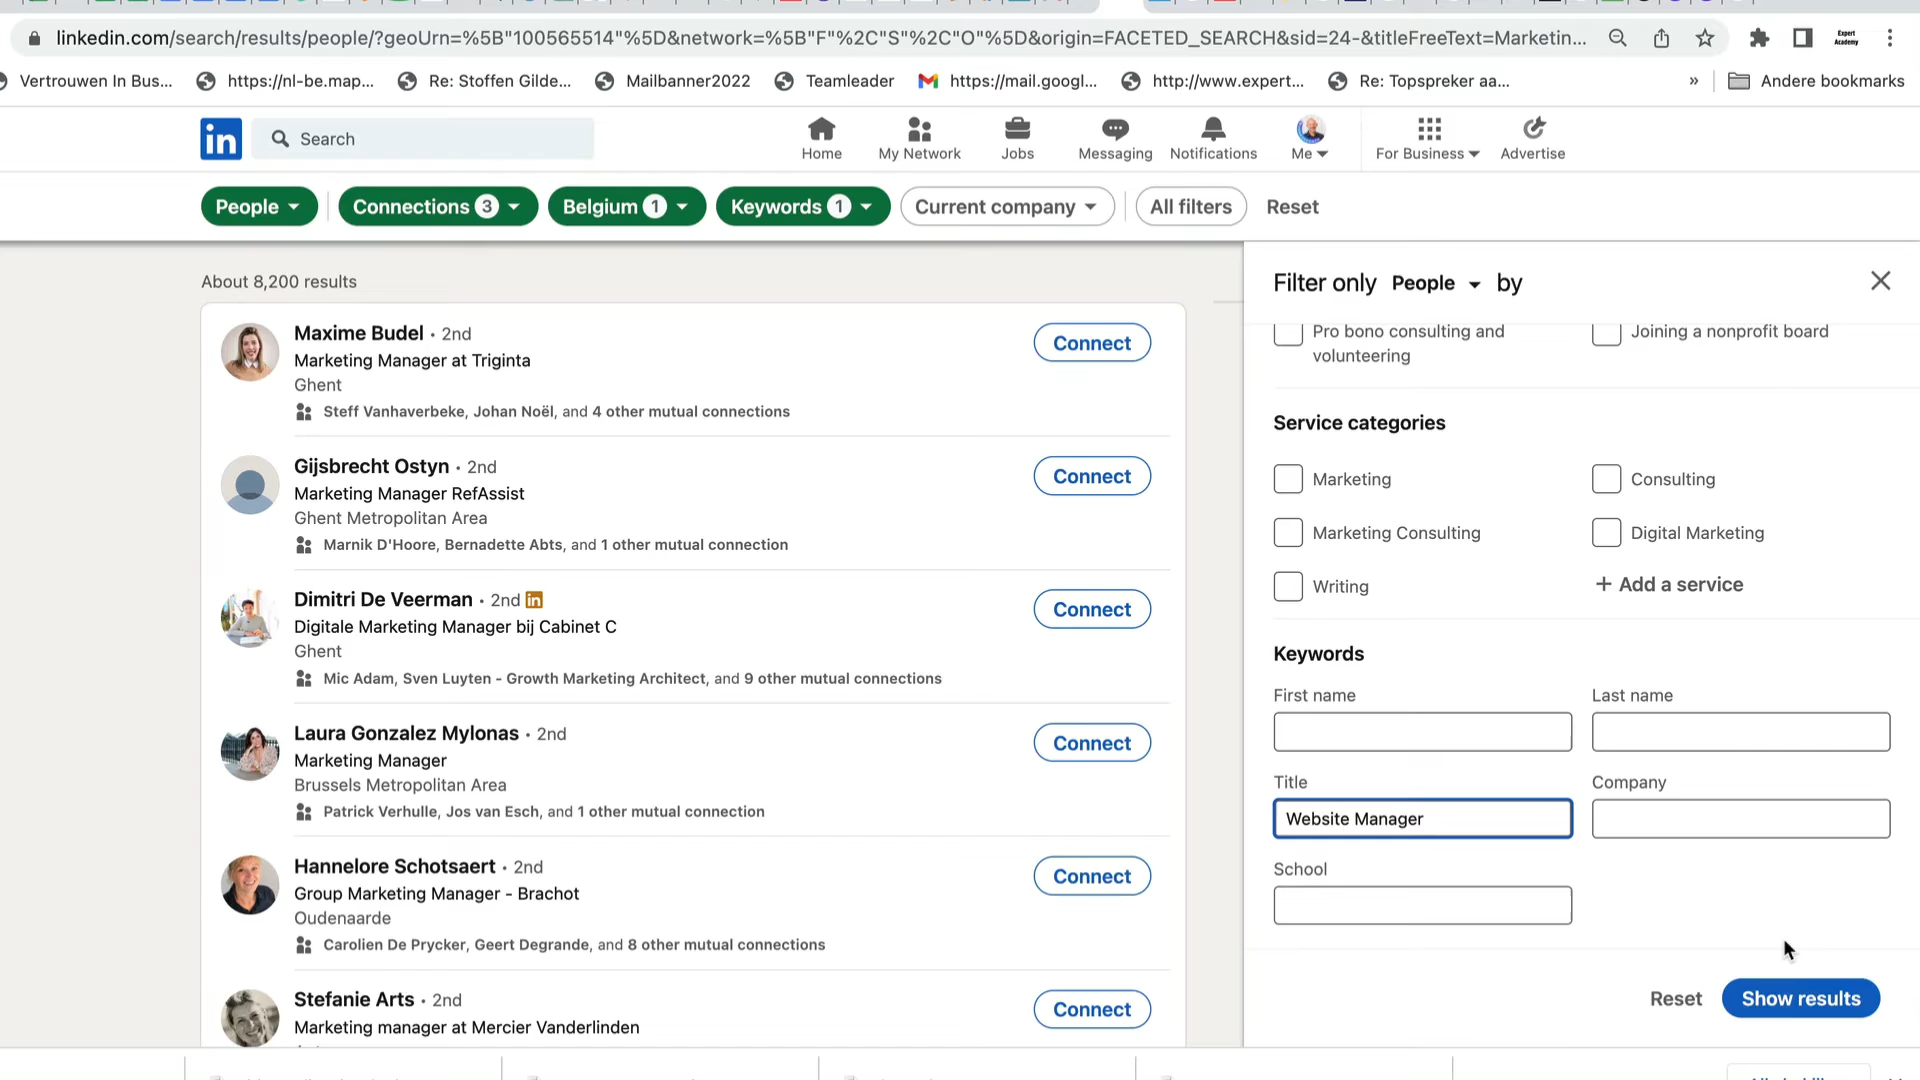 linkedin.com/search/results/people/?geoUrn=%5B"100565514"%5D&network=%5B"F"%2C"S"%2C"O"%5D&origin=FACETED_SEARCH&sid=24-&titleFreeText=Marketin...
Expert
Academy
Vertrouwen In Bus...
https://nl-be.map...
Re: Stoffen Gilde...
Mailbanner2022
Teamleader
https://mail.googl...
http://www.expert...
Re: Topspreker aa...
»
Andere bookmarks
in
Search
Home
My Network
Jobs
Messaging
Notifications
Me
For Business
Advertise
People
Connections 3
Belgium 1
Keywords 1
Current company
All filters
Reset
About 8,200 results
Maxime Budel • 2nd
Marketing Manager at Triginta
Ghent
Steff Vanhaverbeke, Johan Noël, and 4 other mutual connections
Connect
Gijsbrecht Ostyn • 2nd
Marketing Manager RefAssist
Ghent Metropolitan Area
Marnik D'Hoore, Bernadette Abts, and 1 other mutual connection
Connect
Dimitri De Veerman • 2nd in
Digitale Marketing Manager bij Cabinet C
Ghent
Mic Adam, Sven Luyten - Growth Marketing Architect, and 9 other mutual connections
Connect
Laura Gonzalez Mylonas • 2nd
Marketing Manager
Brussels Metropolitan Area
Patrick Verhulle, Jos van Esch, and 1 other mutual connection
Connect
Hannelore Schotsaert • 2nd
Group Marketing Manager - Brachot
Oudenaarde
Carolien De Prycker, Geert Degrande, and 8 other mutual connections
Connect
Stefanie Arts • 2nd
Marketing manager at Mercier Vanderlinden
Connect
Filter only People by
Pro bono consulting and
volunteering
Joining a nonprofit board
Service categories
Marketing
Consulting
Marketing Consulting
Digital Marketing
Writing
+ Add a service
Keywords
First name
Last name
Title
Company
Website Manager
School
Reset
Show results